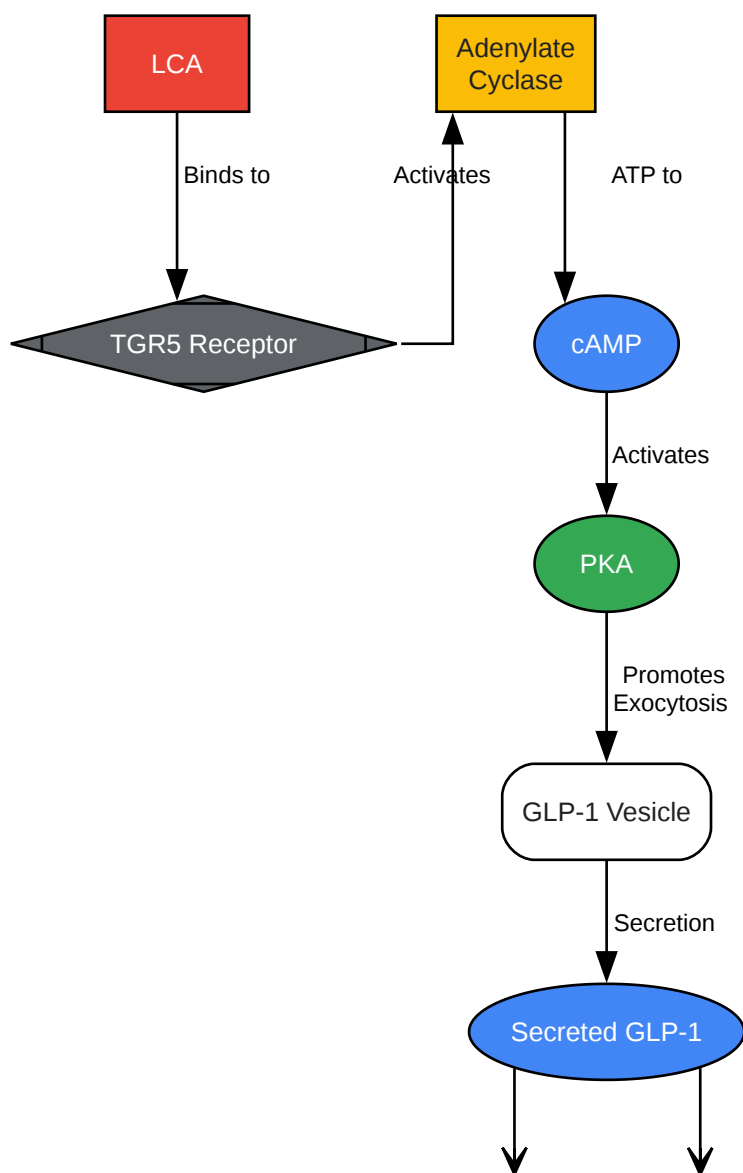 LCA
Adenylate
Cyclase
Binds to
Activates
ATP to
TGR5 Receptor
cAMP
Activates
PKA
Promotes
Exocytosis
GLP-1 Vesicle
Secretion
Secreted GLP-1